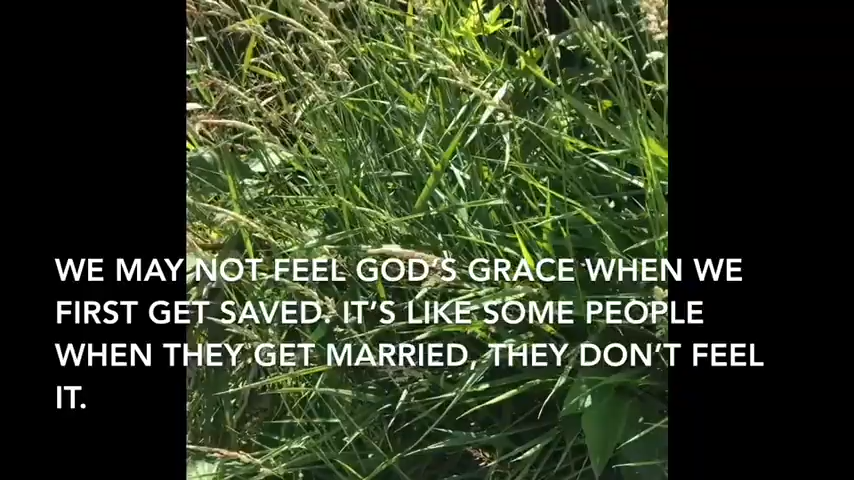 WE MAY NOT FEEL GOD'S GRACE WHEN WE
FIRST GET SAVED. IT'S LIKE SOME PEOPLE
WHEN THEY GET MARRIED, THEY DON'T FEEL
IT.